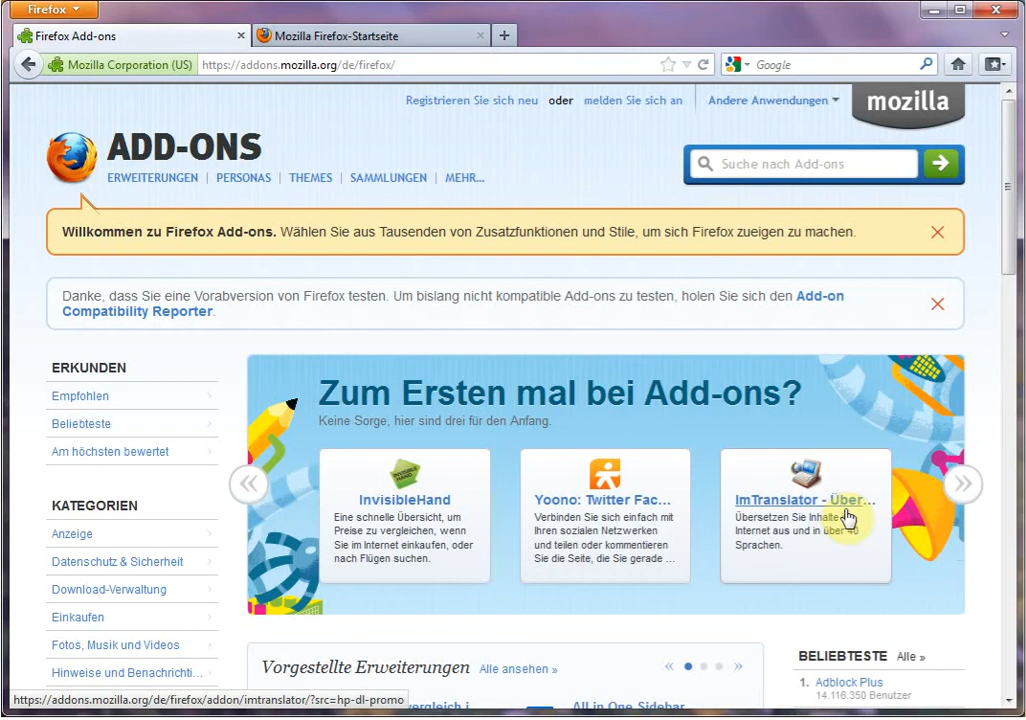 Firefox
Firefox Add-ons
Mozilla Firefox-Startseite
Mozilla Corporation (US)
https://addons.mozilla.org/de/firefox/
Google
Registrieren Sie sich neu oder melden Sie sich an
Andere Anwendungen
mozilla
ADD-ONS
ERWEITERUNGEN | PERSONAS | THEMES | SAMMLUNGEN | MEHR...
Suche nach Add-ons
Willkommen zu Firefox Add-ons. Wählen Sie aus Tausenden von Zusatzfunktionen und Stile, um sich Firefox zueigen zu machen.
Danke, dass Sie eine Vorabversion von Firefox testen. Um bislang nicht kompatible Add-ons zu testen, holen Sie sich den Add-on
Compatibility Reporter.
ERKUNDEN
Empfohlen
Beliebteste
Am höchsten bewertet
KATEGORIEN
Anzeige
Datenschutz & Sicherheit
Download-Verwaltung
Einkaufen
Fotos, Musik und Videos
Hinweise und Benachrichti...
Zum Ersten mal bei Add-ons?
Keine Sorge, hier sind drei für den Anfang.
INVISIBLE
HAND
InvisibleHand
Eine schnelle Übersicht, um
Preise zu vergleichen, wenn
Sie im Internet einkaufen, oder
nach Flügen suchen.
Yoono: Twitter Fac...
Verbinden Sie sich einfach mit
Ihren sozialen Netzwerken
und teilen oder kommentieren
Sie die Seite, die Sie gerade ...
ImTranslator - Über...
Übersetzen Sie Inhalte
Internet aus und in über 40
Sprachen.
Vorgestellte Erweiterungen Alle ansehen »
All in One Sidebar
BELIEBTESTE Alle »
1. Adblock Plus
14.116.350 Benutzer
https://addons.mozilla.org/de/firefox/addon/imtranslator/?src=hp-dl-promo